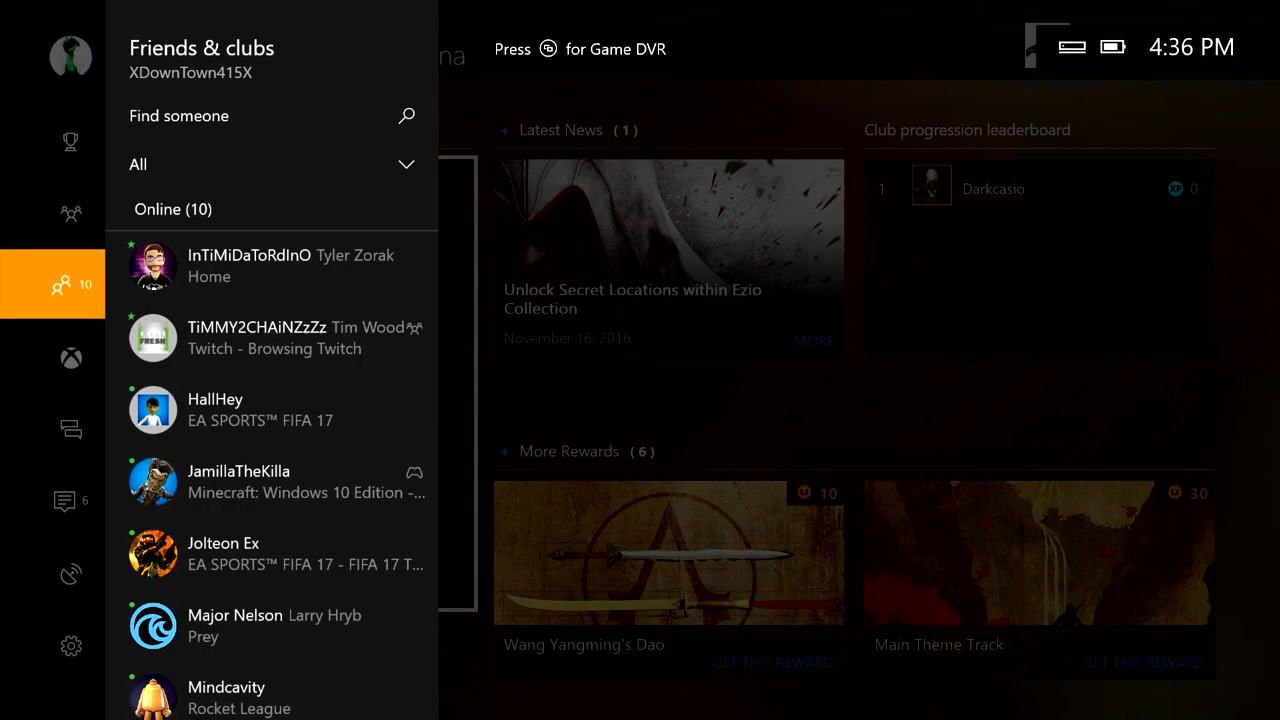 Friends & clubs
XDownTown415X
Find someone
All
Online (10)
InTiMiDaToRdInO Tyler Zorak
Home
TiMMY2CHAiNZzZz Tim Wood
Twitch - Browsing Twitch
FRESH
HallHey
EA SPORTS™ FIFA 17
JamillaTheKilla
Minecraft: Windows 10 Edition -...
Jolteon Ex
EA SPORTS™ FIFA 17 - FIFA 17 T...
Major Nelson Larry Hryb
Prey
Mindcavity
Rocket League
10
6
na
Press for Game DVR
4:36 PM
+ Latest News (1)
Unlock Secret Locations within Ezio
Collection
November 16, 2016
MORE
Club progression leaderboard
1 Darkcasio XP 0
+ More Rewards (6)
10
Wang Yangming's Dao
GET THIS REWARD
30
Main Theme Track
GET THIS REWARD